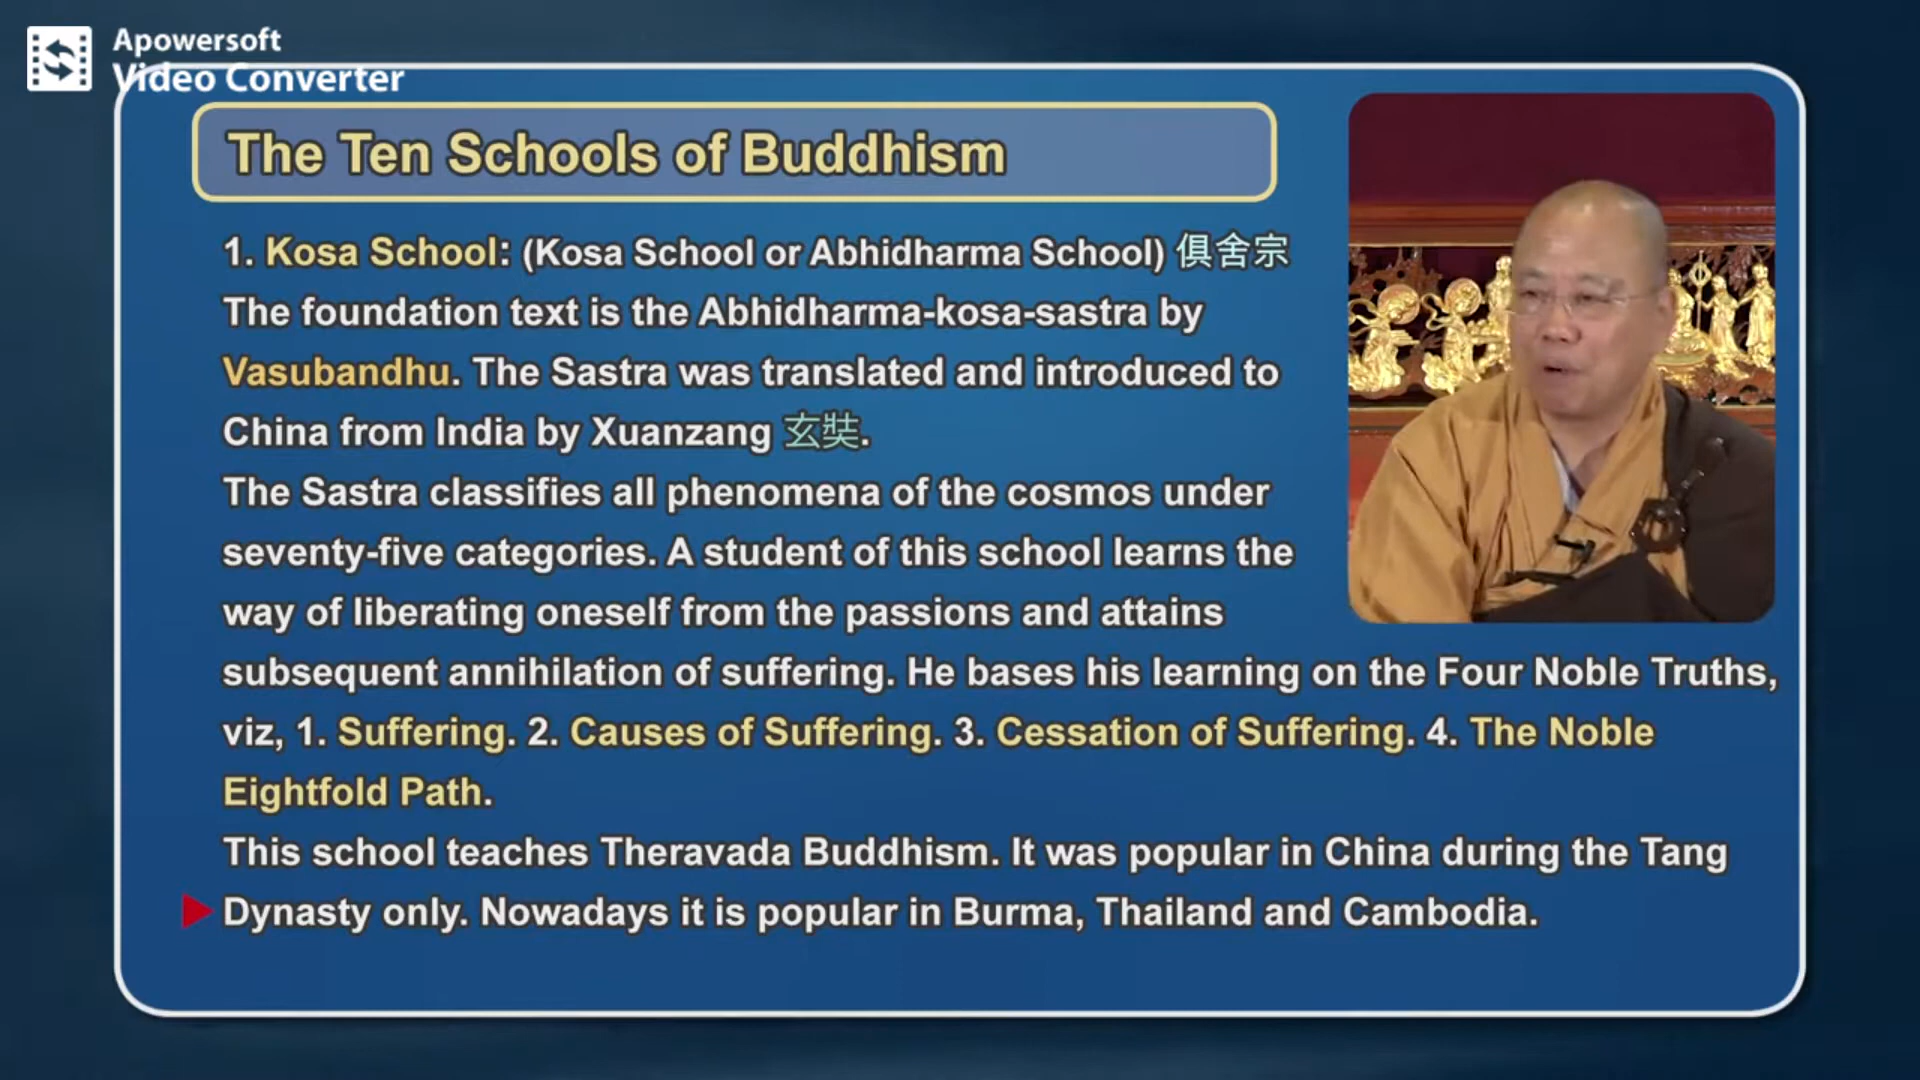 Apowersoft
Video Converter
The Ten Schools of Buddhism
1. Kosa School: (Kosa School or Abhidharma School) 俱舍宗
The foundation text is the Abhidharma-kosa-sastra by
Vasubandhu. The Sastra was translated and introduced to
China from India by Xuanzang 玄奘.
The Sastra classifies all phenomena of the cosmos under
seventy-five categories. A student of this school learns the
way of liberating oneself from the passions and attains
subsequent annihilation of suffering. He bases his learning on the Four Noble Truths,
viz, 1. Suffering. 2. Causes of Suffering. 3. Cessation of Suffering. 4. The Noble
Eightfold Path.
This school teaches Theravada Buddhism. It was popular in China during the Tang
Dynasty only. Nowadays it is popular in Burma, Thailand and Cambodia.